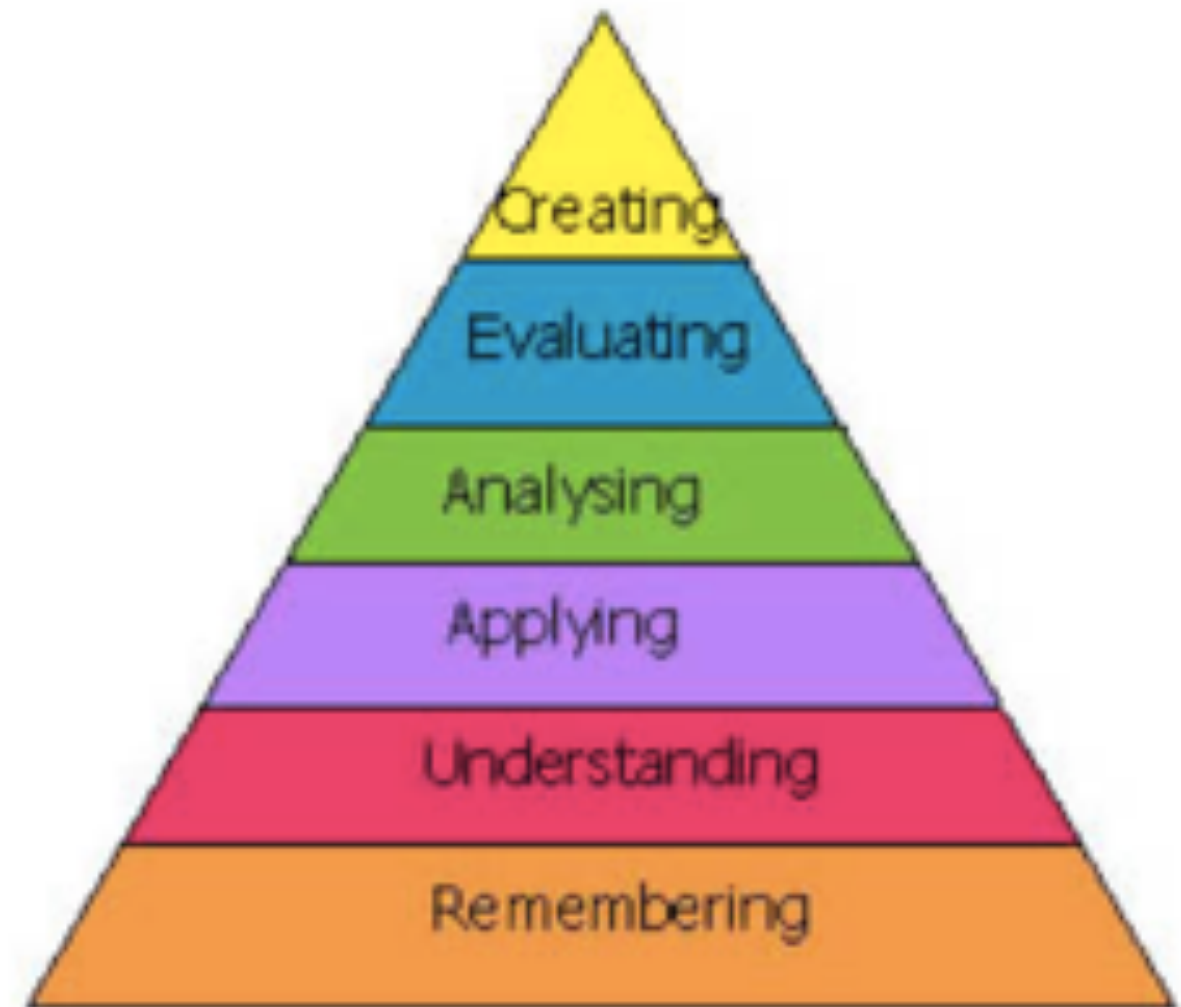 Creating
Evaluating
Analysing
Applying
Understanding
Remembering